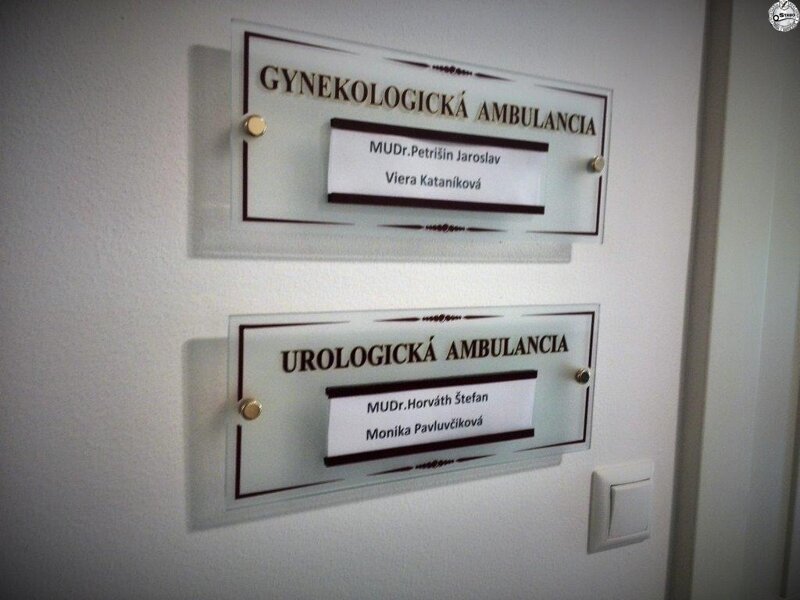 GYNEKOLOGICKÁ AMBULANCIA
MUDr.Petrišin Jaroslav
Viera Kataníková
UROLOGICKÁ AMBULANCIA
MUDr.Horváth Štefan
Monika Pavluvčíková